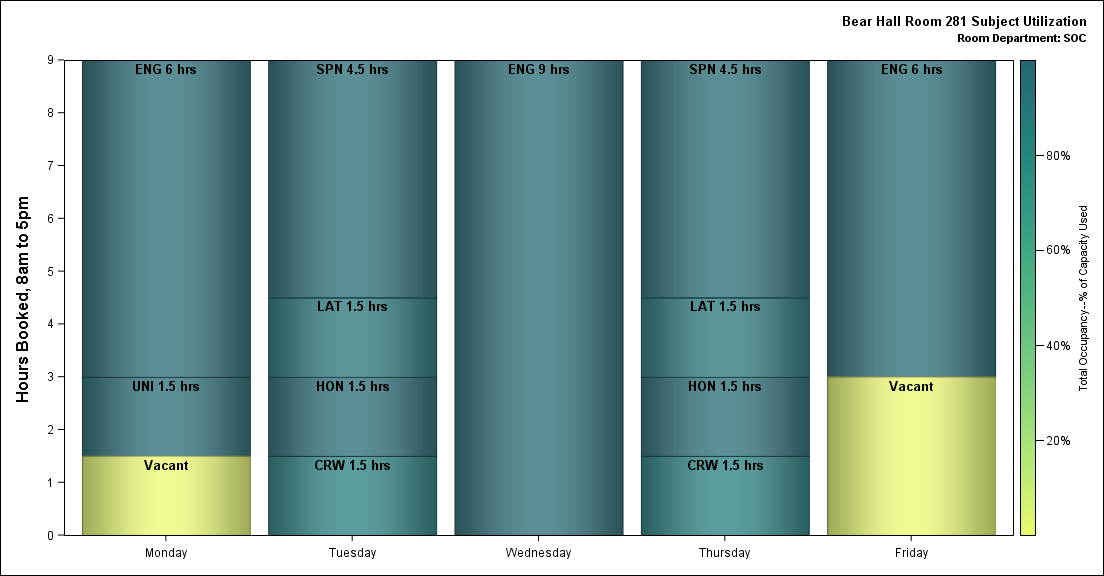 Bear Hall Room 281 Subject Utilization
Room Department: SOC
Hours Booked, 8am to 5pm
9
8
7
6
5
4
3
2
1
0
ENG 6 hrs
UNI 1.5 hrs
Vacant
SPN 4.5 hrs
LAT 1.5 hrs
HON 1.5 hrs
CRW 1.5 hrs
ENG 9 hrs
SPN 4.5 hrs
LAT 1.5 hrs
HON 1.5 hrs
CRW 1.5 hrs
ENG 6 hrs
Vacant
Monday
Tuesday
Wednesday
Thursday
Friday
80%
60%
40%
20%
Total Occupancy--% of Capacity Used